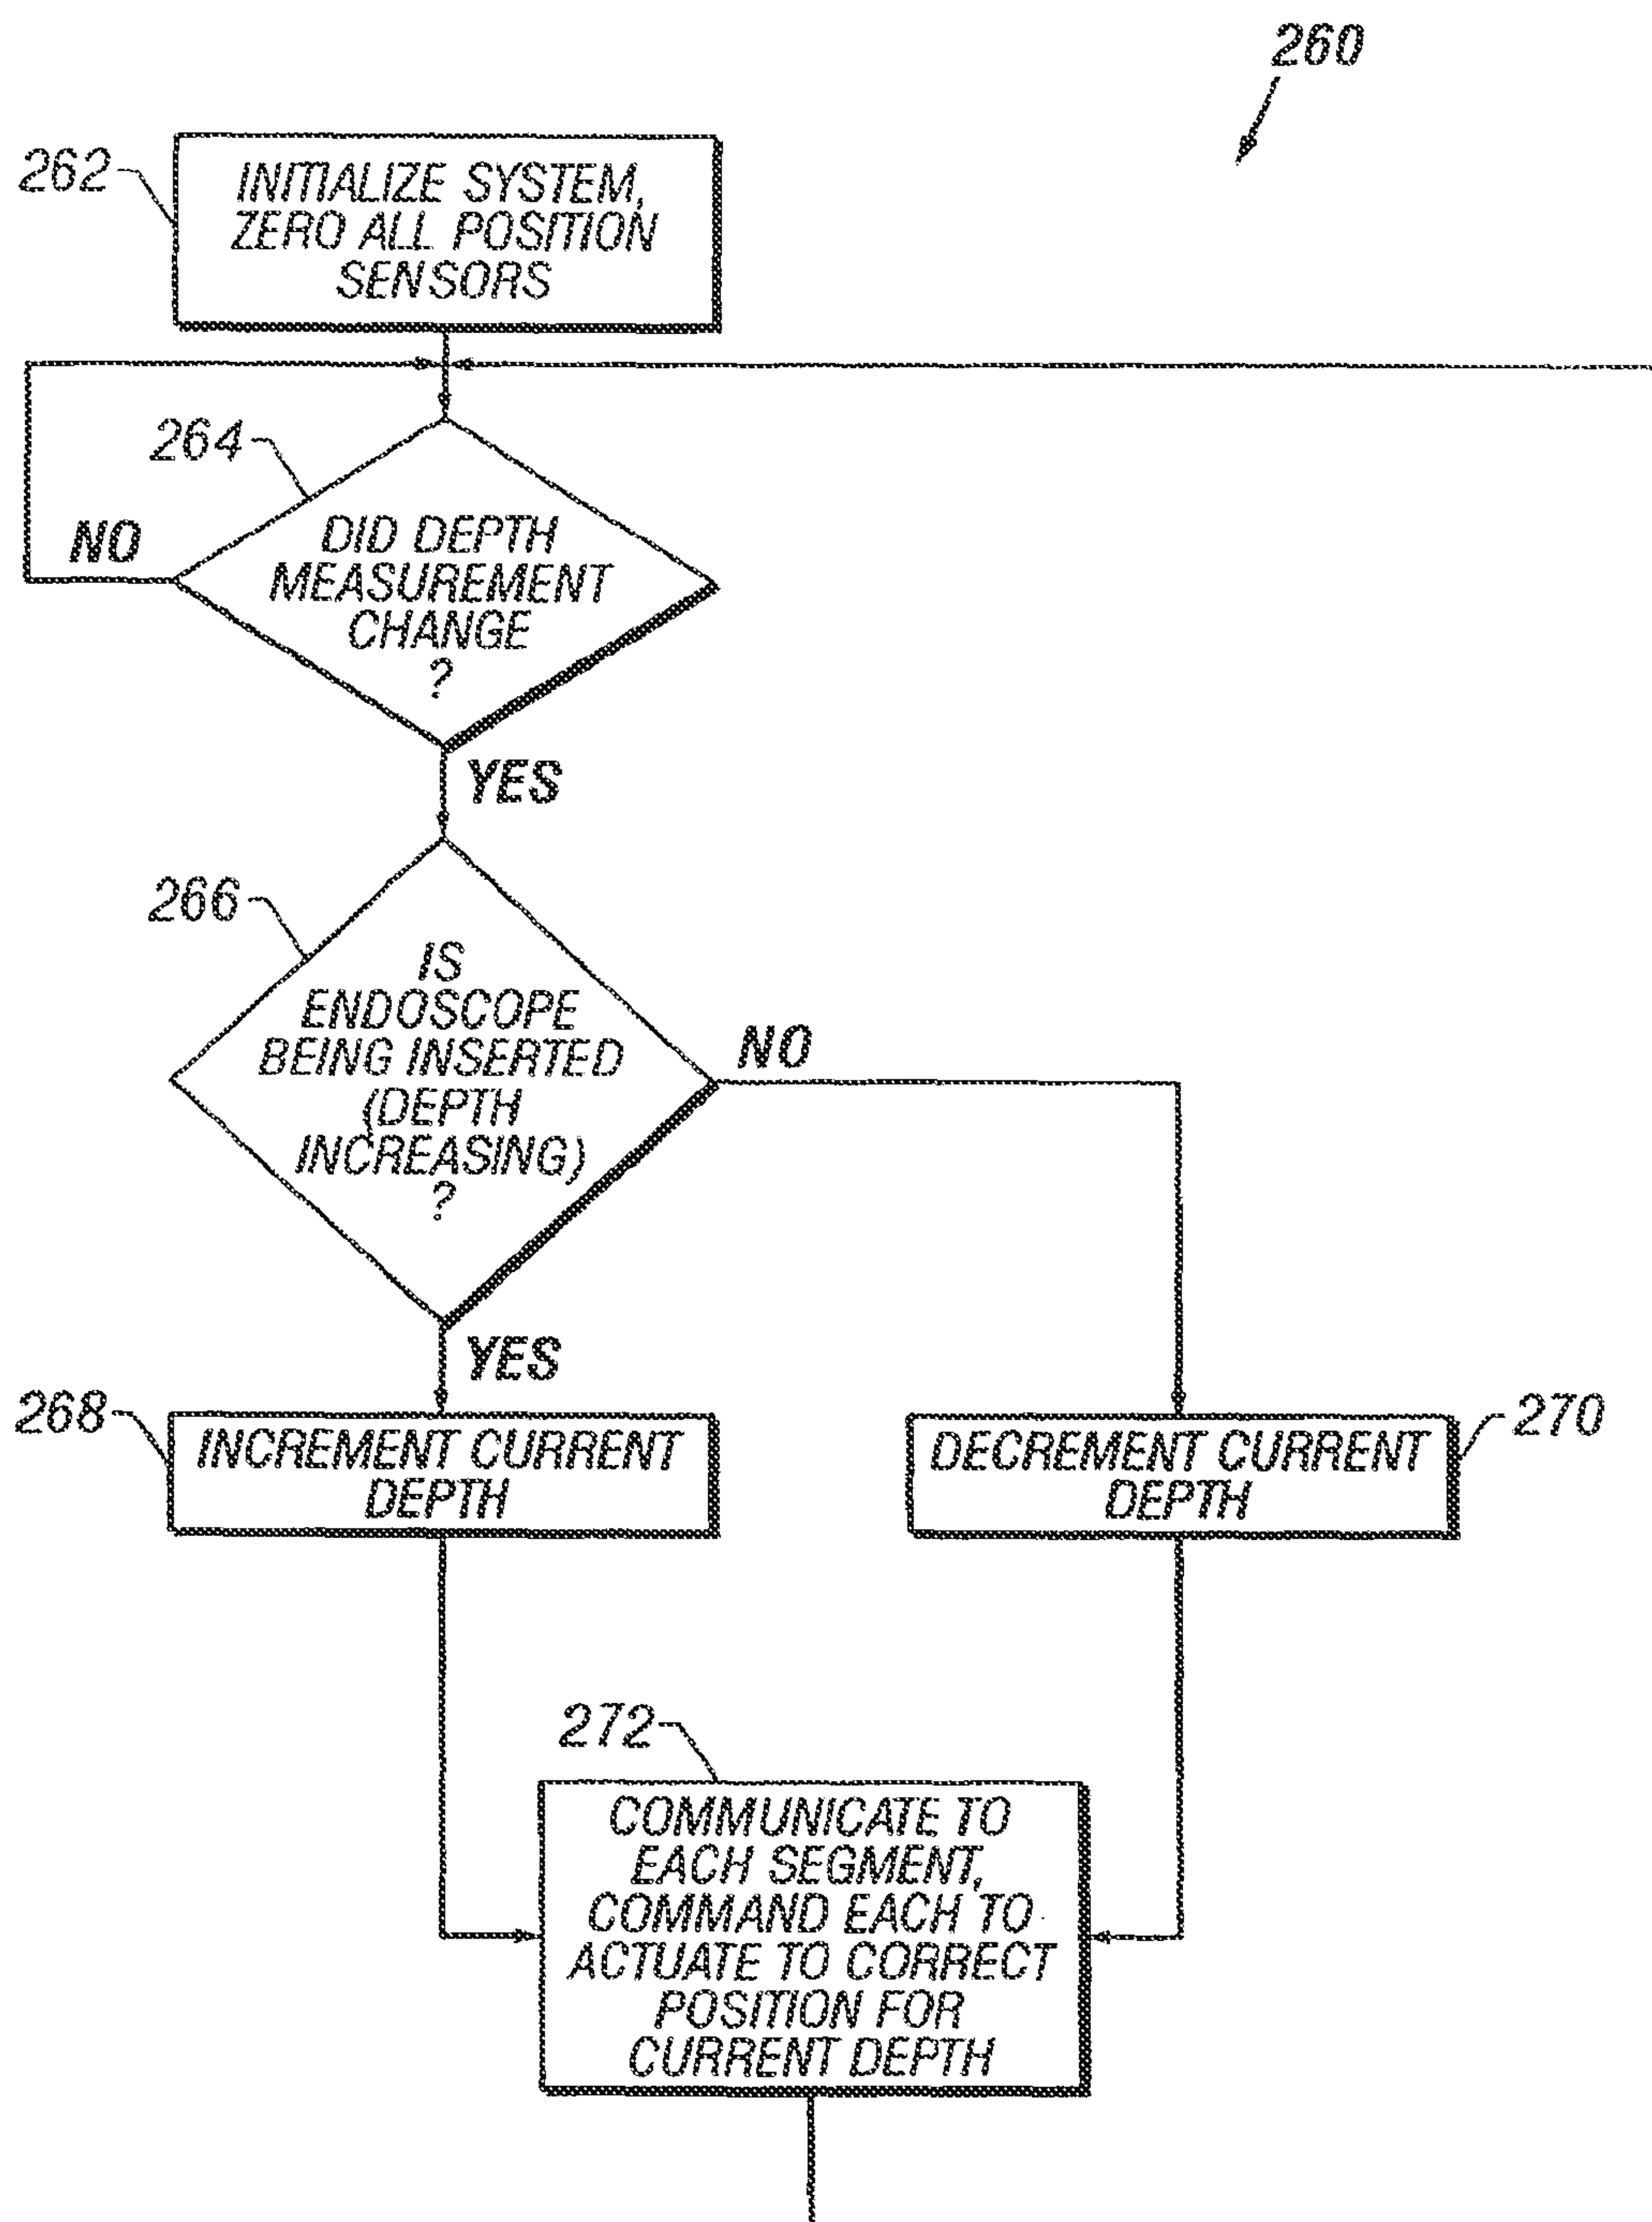 260
262
INITIALIZE SYSTEM,
ZERO ALL POSITION
SENSORS
264
NO
DID DEPTH
MEASUREMENT
CHANGE
?
YES
266
IS
ENDOSCOPE
BEING INSERTED
(DEPTH
INCREASING)
?
NO
YES
268
INCREMENT CURRENT
DEPTH
DECREMENT CURRENT
DEPTH
270
272
COMMUNICATE TO
EACH SEGMENT,
COMMAND EACH TO
ACTUATE TO CORRECT
POSITION FOR
CURRENT DEPTH